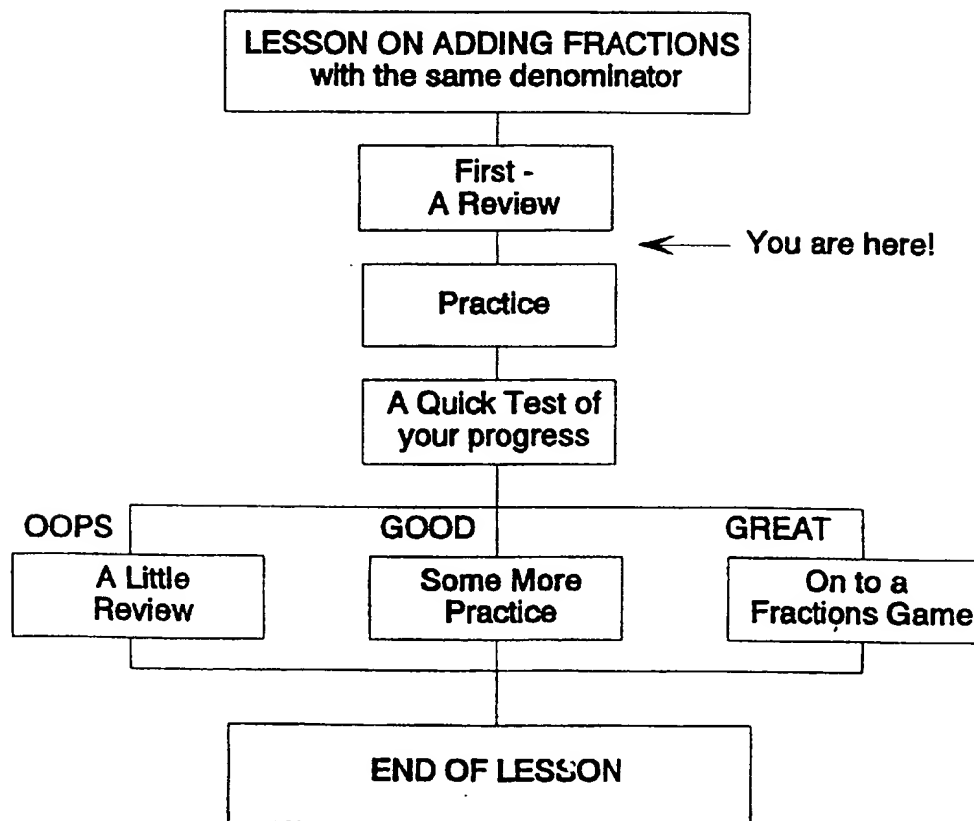 LESSON ON ADDING FRACTIONS
with the same denominator
First -
A Review
You are here!
Practice
A Quick Test of
your progress
OOPS
GOOD
GREAT
A Little
Review
Some More
Practice
On to a
Fractions Game
END OF LESSON